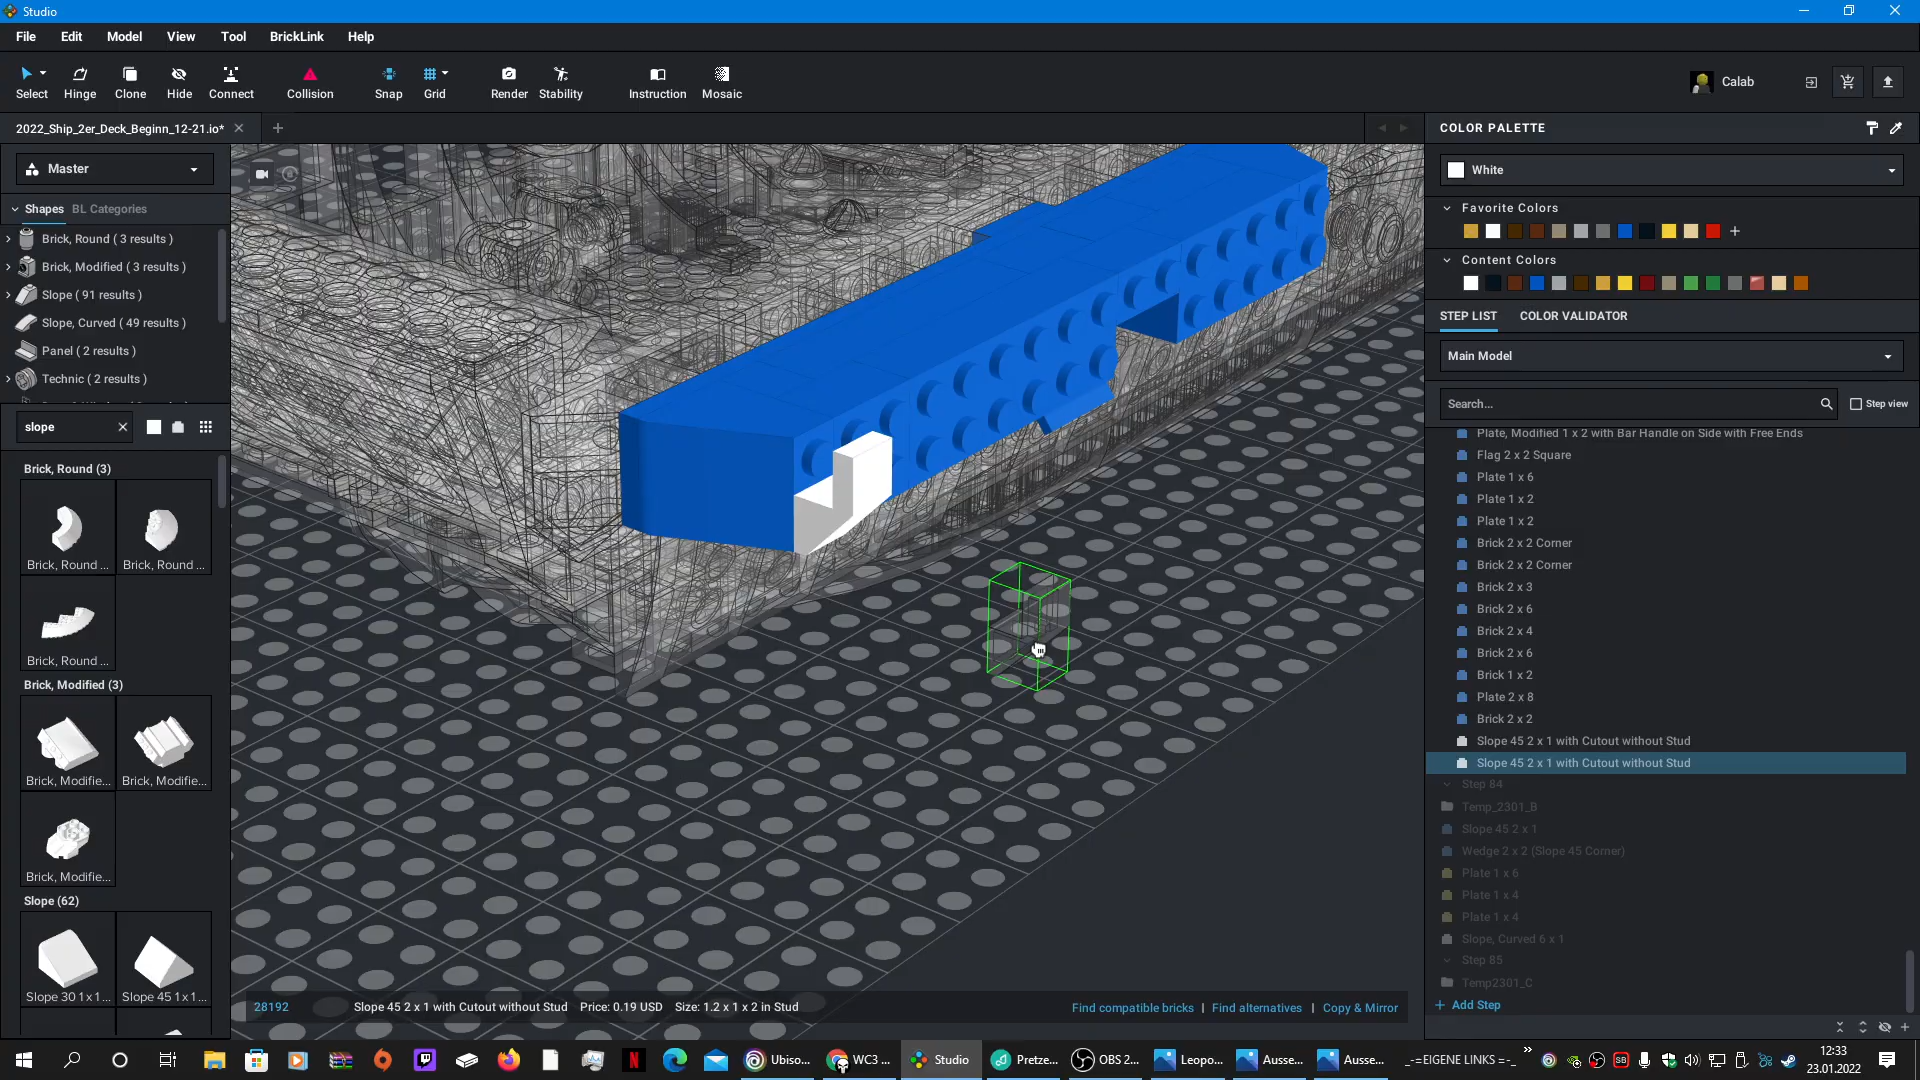 Studio
File Edit Model View Tool BrickLink Help
Select Hinge Clone Hide Connect Collision Snap Grid Render Stability Instruction Mosaic
Calab
2022_Ship_2er_Deck_Beginn_12-21.io*
Master
Shapes BL Categories
Brick, Round ( 3 results )
Brick, Modified ( 3 results )
Slope ( 91 results )
Slope, Curved ( 49 results )
Panel ( 2 results )
Technic ( 2 results )
slope
Brick, Round (3)
Brick, Round ... Brick, Round ...
Brick, Round ...
Brick, Modified (3)
Brick, Modifie... Brick, Modifie...
Brick, Modifie...
Slope (62)
Slope 30 1 x 1 ... Slope 45 1 x 1 ...
28192 Slope 45 2 x 1 with Cutout without Stud Price: 0.19 USD Size: 1.2 x 1 x 2 in Stud
Find compatible bricks | Find alternatives | Copy & Mirror
COLOR PALETTE
White
Favorite Colors
Content Colors
STEP LIST COLOR VALIDATOR
Main Model
Search... Step view
Plate, Modified 1 x 2 with Bar Handle on Side with Free Ends
Flag 2 x 2 Square
Plate 1 x 6
Plate 1 x 2
Plate 1 x 2
Brick 2 x 2 Corner
Brick 2 x 2 Corner
Brick 2 x 3
Brick 2 x 6
Brick 2 x 4
Brick 2 x 6
Brick 1 x 2
Plate 2 x 8
Brick 2 x 2
Slope 45 2 x 1 with Cutout without Stud
Slope 45 2 x 1 with Cutout without Stud
Step 84
Temp_2301_B
Slope 45 2 x 1
Wedge 2 x 2 (Slope 45 Corner)
Plate 1 x 6
Plate 1 x 4
Plate 1 x 4
Slope, Curved 6 x 1
Step 85
Temp2301_C
+ Add Step
Ubiso... WC3 ... Studio Pretze... OBS 2... Leopo... Ausse... Ausse... _-=EIGENE LINKS =-_ »
12:33
23.01.2022